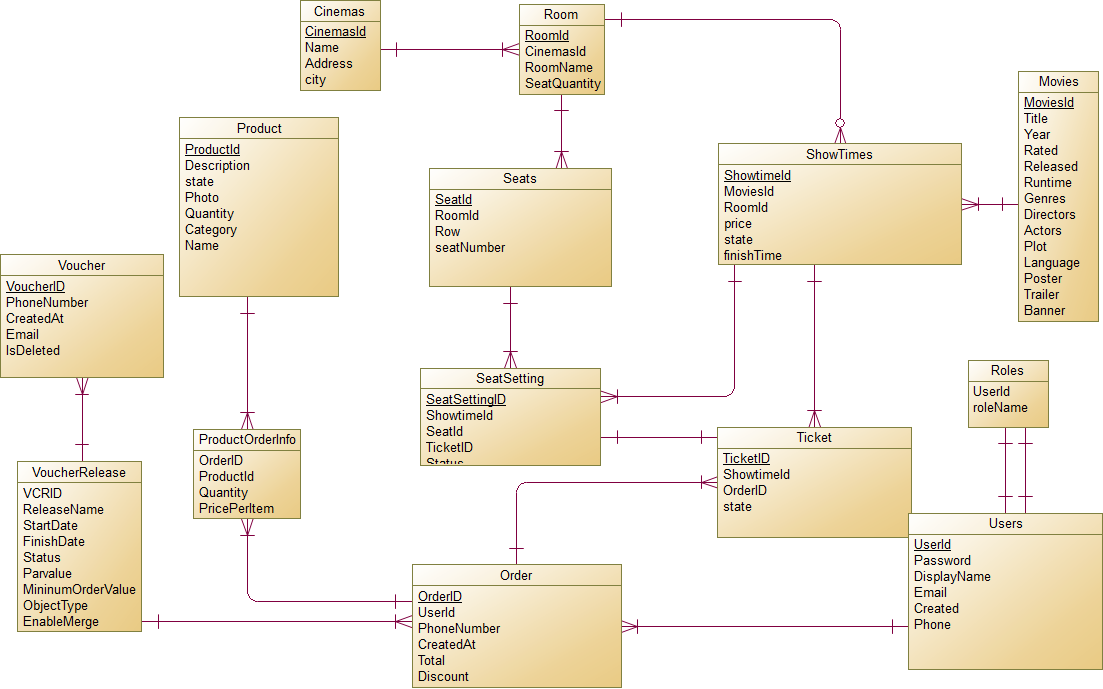 Cinemas
CinemasId
Name
Address
city
Room
RoomId
CinemasId
RoomName
SeatQuantity
Movies
MoviesId
Title
Year
Rated
Released
Runtime
Genres
Directors
Actors
Plot
Language
Poster
Trailer
Banner
Product
ProductId
Description
state
Photo
Quantity
Category
Name
ShowTimes
ShowtimeId
MoviesId
RoomId
price
state
finishTime
Seats
SeatId
RoomId
Row
seatNumber
Voucher
VoucherID
PhoneNumber
CreatedAt
Email
IsDeleted
SeatSetting
SeatSettingID
ShowtimeId
SeatId
TicketID
Status
Roles
UserId
roleName
ProductOrderInfo
OrderID
ProductId
Quantity
PricePerItem
Ticket
TicketID
ShowtimeId
OrderID
state
VoucherRelease
VCRID
ReleaseName
StartDate
FinishDate
Status
Parvalue
MininumOrderValue
ObjectType
EnableMerge
Users
UserId
Password
DisplayName
Email
Created
Phone
Order
OrderID
UserId
PhoneNumber
CreatedAt
Total
Discount